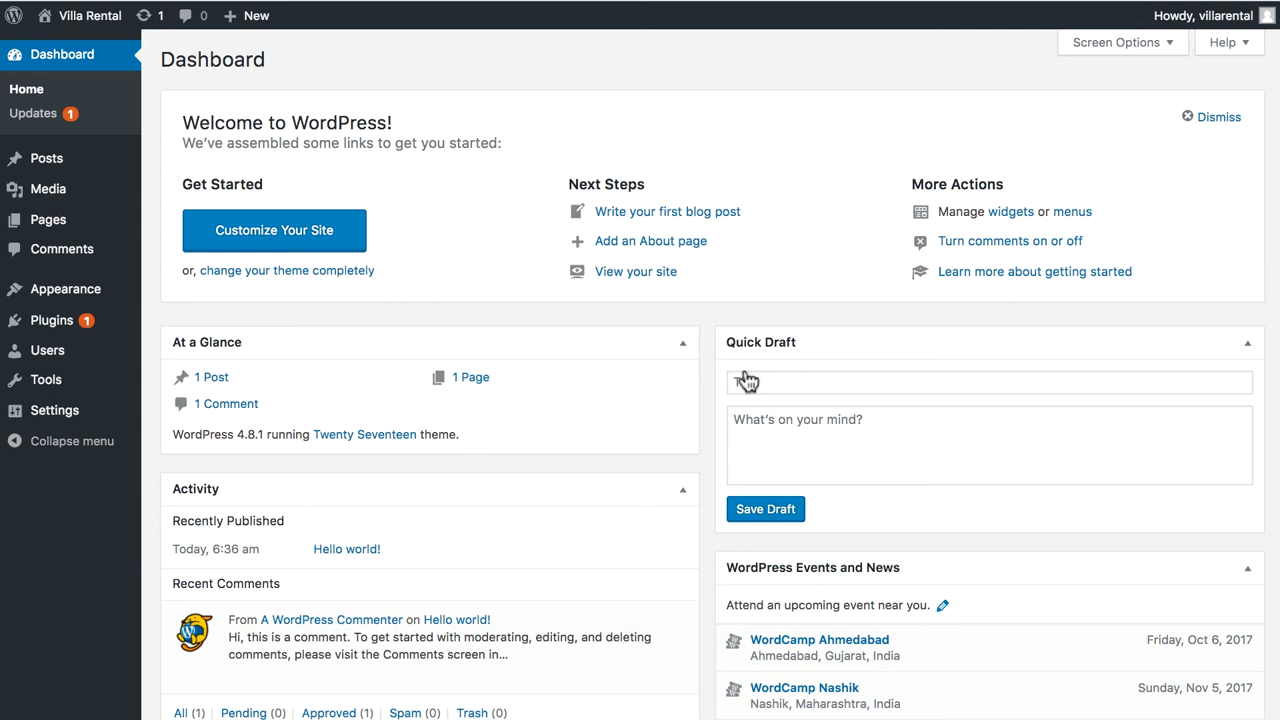 Villa Rental 1 0 New Howdy, villarental
Dashboard
Home
Updates 1
Posts
Media
Pages
Comments
Appearance
Plugins 1
Users
Tools
Settings
Collapse menu
Screen Options Help
Dashboard
Welcome to WordPress!
We've assembled some links to get you started:
Dismiss
Get Started
Customize Your Site
or, change your theme completely
Next Steps
Write your first blog post
Add an About page
View your site
More Actions
Manage widgets or menus
Turn comments on or off
Learn more about getting started
At a Glance
1 Post 1 Page
1 Comment
WordPress 4.8.1 running Twenty Seventeen theme.
Activity
Recently Published
Today, 6:36 am Hello world!
Recent Comments
From A WordPress Commenter on Hello world!
Hi, this is a comment. To get started with moderating, editing, and deleting
comments, please visit the Comments screen in...
All (1) Pending (0) Approved (1) Spam (0) Trash (0)
Quick Draft
What's on your mind?
Save Draft
WordPress Events and News
Attend an upcoming event near you.
WordCamp Ahmedabad Friday, Oct 6, 2017
Ahmedabad, Gujarat, India
WordCamp Nashik Sunday, Nov 5, 2017
Nashik, Maharashtra, India